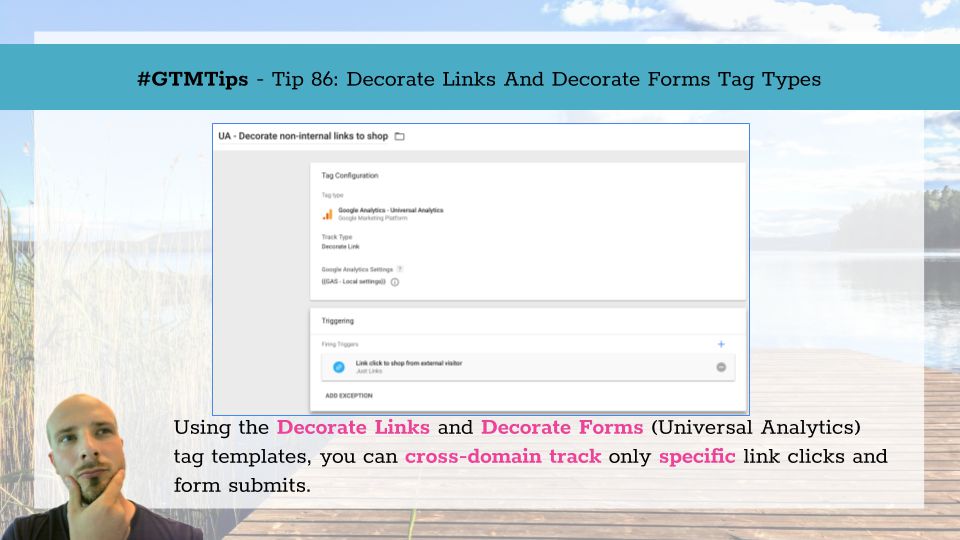 #GTMTips - Tip 86: Decorate Links And Decorate Forms Tag Types
UA - Decorate non-internal links to shop
Tag Configuration
Tag type
Google Analytics - Universal Analytics
Google Marketing Platform
Track Type
Decorate Link
Google Analytics Settings ?
{{GAS - Local settings}}
Triggering
Firing Triggers
Link click to shop from external visitor
Just Links
ADD EXCEPTION
Using the Decorate Links and Decorate Forms (Universal Analytics)
tag templates, you can cross-domain track only specific link clicks and
form submits.